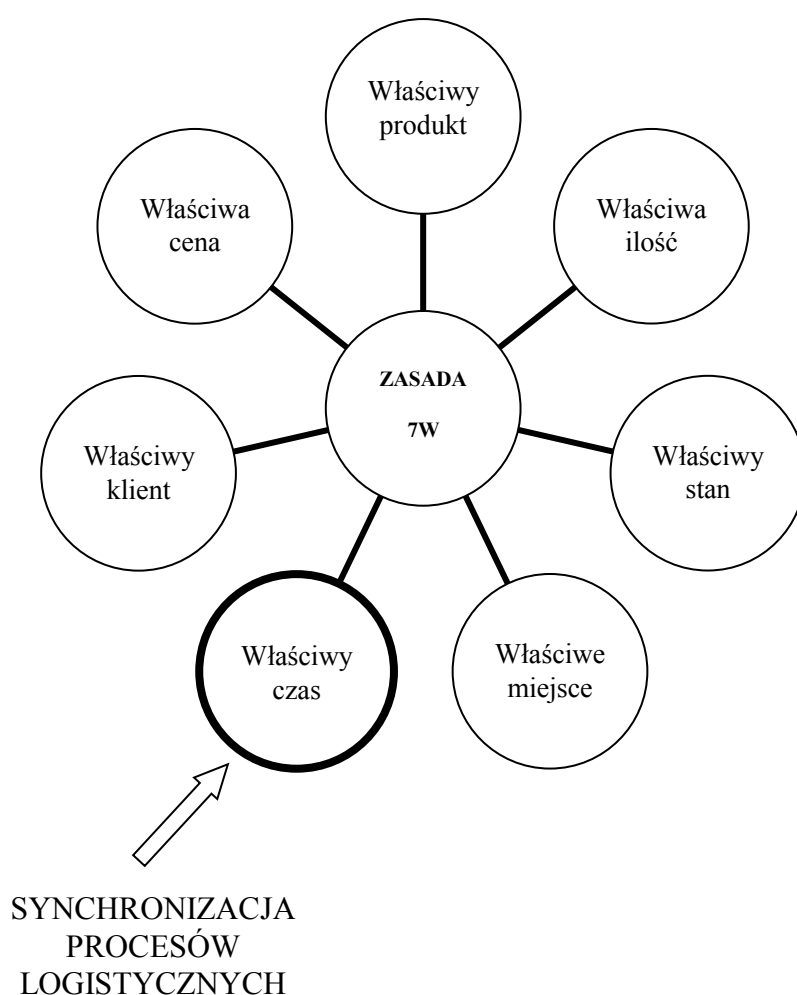 Właściwy
produkt
Właściwa
cena
Właściwa
ilość
ZASADA
7W
Właściwy
klient
Właściwy
stan
Właściwy
czas
Właściwe
miejsce
SYNCHRONIZACJA
PROCESÓW
LOGISTYCZNYCH